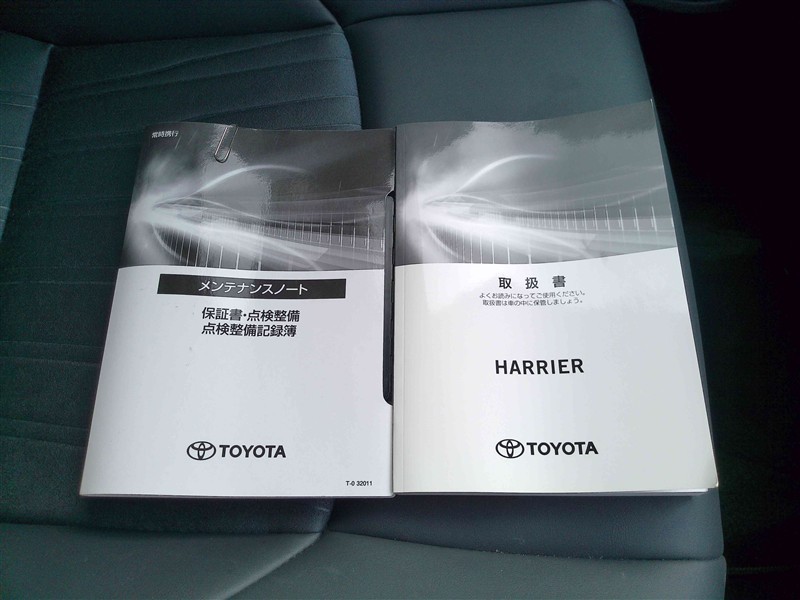 常時携行
メンテナンスノート
保証書・点検整備
点検整備記録簿
TOYOTA
T-0 32011
取扱書
よくお読みになってご使用ください。
取扱書は車の中に保管しましょう。
HARRIER
TOYOTA